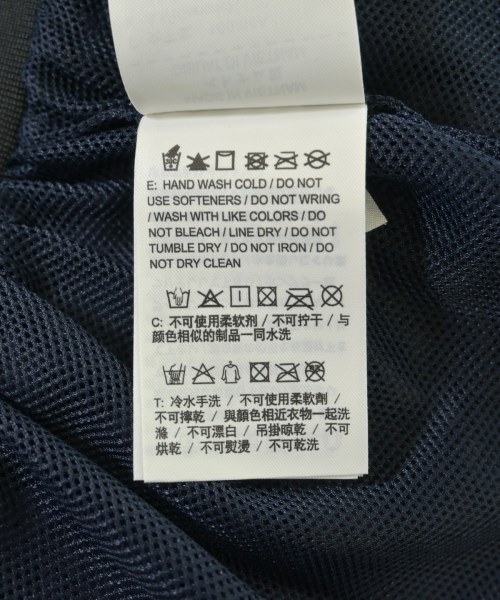 E: HAND WASH COLD / DO NOT
USE SOFTENERS / DO NOT WRING
/ WASH WITH LIKE COLORS / DO
NOT BLEACH / LINE DRY / DO NOT
TUMBLE DRY / DO NOT IRON / DO
NOT DRY CLEAN
C: 不可使用柔软剂 / 不可拧干 / 与
颜色相似的制品一同水洗
T: 冷水手洗 / 不可使用柔軟劑 /
不可擰乾 / 與顏色相近衣物一起洗
滌 / 不可漂白 / 吊掛晾乾 / 不可
烘乾 / 不可熨燙 / 不可乾洗